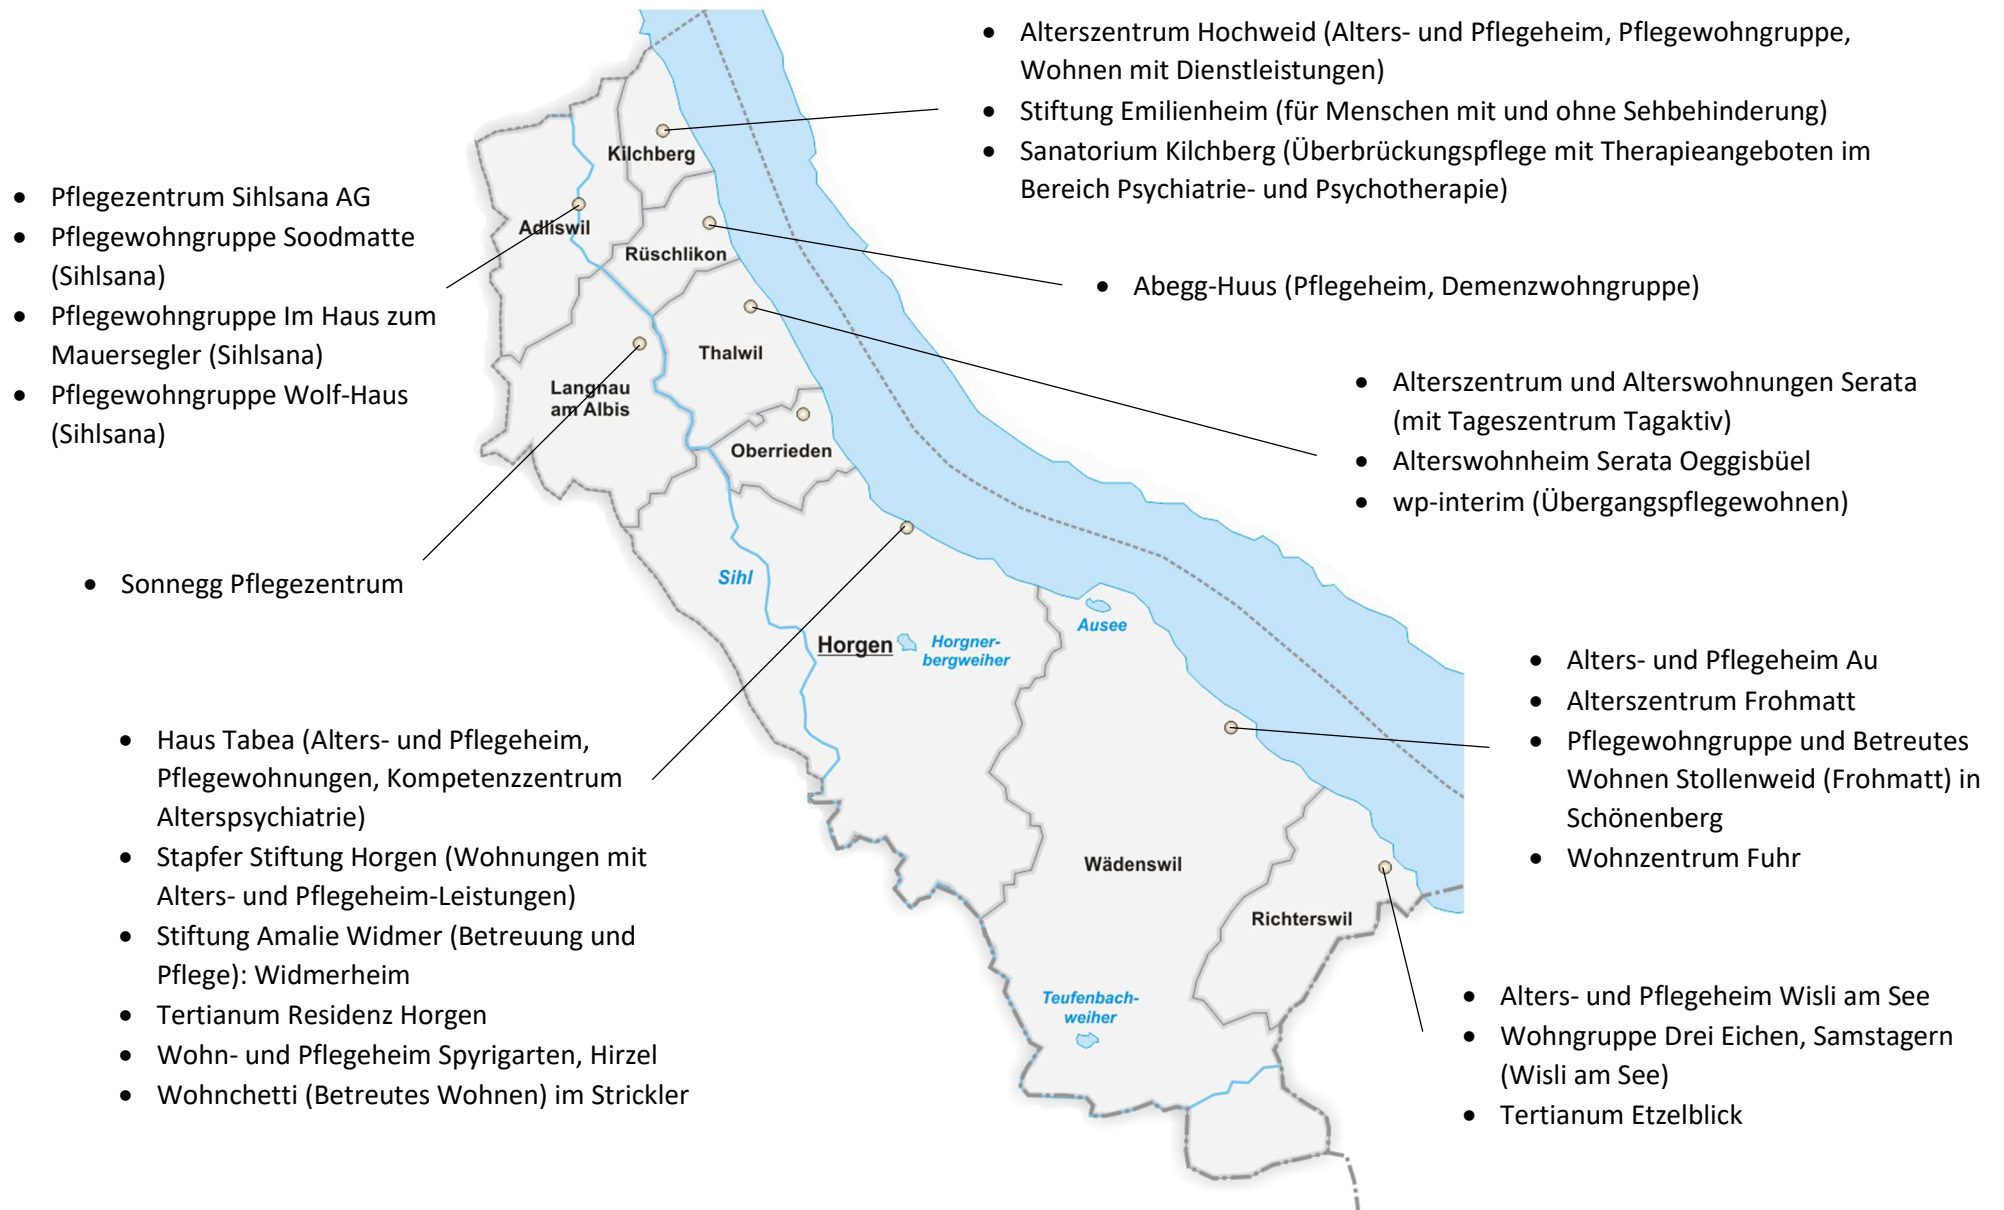 • Alterszentrum Hochweid (Alters- und Pflegeheim, Pflegewohngruppe,
Wohnen mit Dienstleistungen)
• Stiftung Emilienheim (für Menschen mit und ohne Sehbehinderung)
• Sanatorium Kilchberg (Überbrückungspflege mit Therapieangeboten im
Bereich Psychiatrie- und Psychotherapie)
Kilchberg
• Pflegezentrum Sihlsana AG
• Pflegewohngruppe Soodmatte
(Sihlsana)
• Pflegewohngruppe Im Haus zum
Mauersegler (Sihlsana)
• Pflegewohngruppe Wolf-Haus
(Sihlsana)
Adliswil
Rüschlikon
• Abegg-Huus (Pflegeheim, Demenzwohngruppe)
Thalwil
Langnau
am Albis
Oberrieden
• Alterszentrum und Alterswohnungen Serata
(mit Tageszentrum Tagaktiv)
• Alterswohnheim Serata Oeggisbüel
• wp-interim (Übergangspflegewohnen)
• Sonnegg Pflegezentrum
Sihl
Horgen
Horgner-
bergweiher
Ausee
• Alters- und Pflegeheim Au
• Alterszentrum Frohmatt
• Pflegewohngruppe und Betreutes
Wohnen Stollenweid (Frohmatt) in
Schönenberg
• Wohnzentrum Fuhr
• Haus Tabea (Alters- und Pflegeheim,
Pflegewohnungen, Kompetenzzentrum
Alterspsychiatrie)
• Stapfer Stiftung Horgen (Wohnungen mit
Alters- und Pflegeheim-Leistungen)
• Stiftung Amalie Widmer (Betreuung und
Pflege): Widmerheim
• Tertianum Residenz Horgen
• Wohn- und Pflegeheim Spyrigarten, Hirzel
• Wohnchetti (Betreutes Wohnen) im Strickler
Wädenswil
Richterswil
Teufenbach-
weiher
• Alters- und Pflegeheim Wisli am See
• Wohngruppe Drei Eichen, Samstagern
(Wisli am See)
• Tertianum Etzelblick